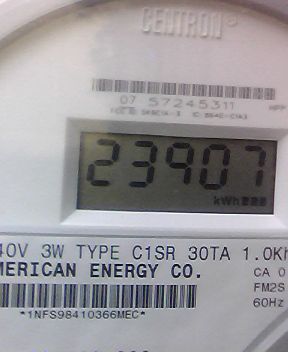 CENTRON®
07 57245311
23907
kWh
40V 3W TYPE C1SR 30TA 1.0Kh
MERICAN ENERGY CO.
CA 0
FM2S
60Hz
*1NFS98410366MEC*